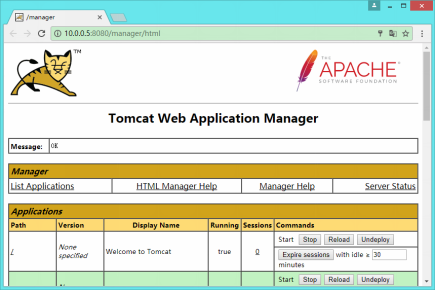 /manager
10.0.0.5:8080/manager/html
TM
THE
APACHE
SOFTWARE FOUNDATION
Tomcat Web Application Manager
Message: OK
Manager
List Applications HTML Manager Help Manager Help Server Status
Applications
Path Version Display Name Running Sessions Commands
/ None specified Welcome to Tomcat true 0 Start Stop Reload Undeploy
Expire sessions with idle ≥ 30 minutes
Start Stop Reload Undeploy